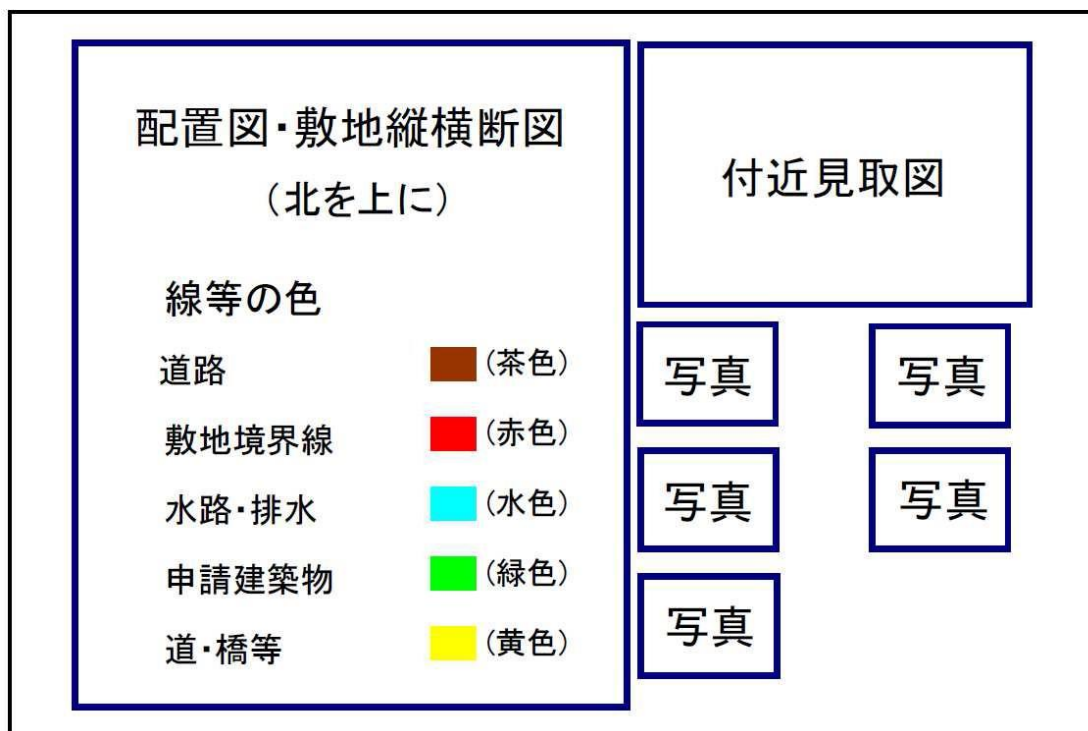 配置図・敷地縦横断図
（北を上に）
線等の色
道路 （茶色）
敷地境界線 （赤色）
水路・排水 （水色）
申請建築物 （緑色）
道・橋等 （黄色）
付近見取図
写真 写真
写真 写真
写真